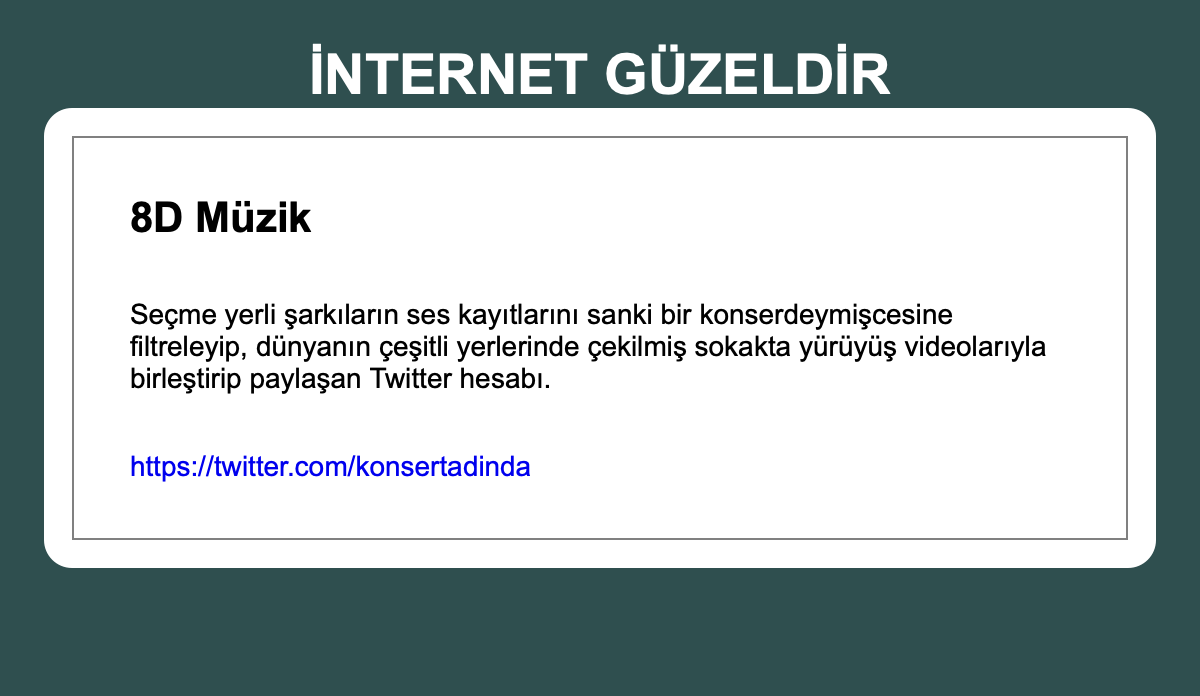 İNTERNET GÜZELDİR
8D Müzik
Seçme yerli şarkıların ses kayıtlarını sanki bir konserdeymişcesine
filtreleyip, dünyanın çeşitli yerlerinde çekilmiş sokakta yürüyüş videolarıyla
birleştirip paylaşan Twitter hesabı.
https://twitter.com/konsertadinda